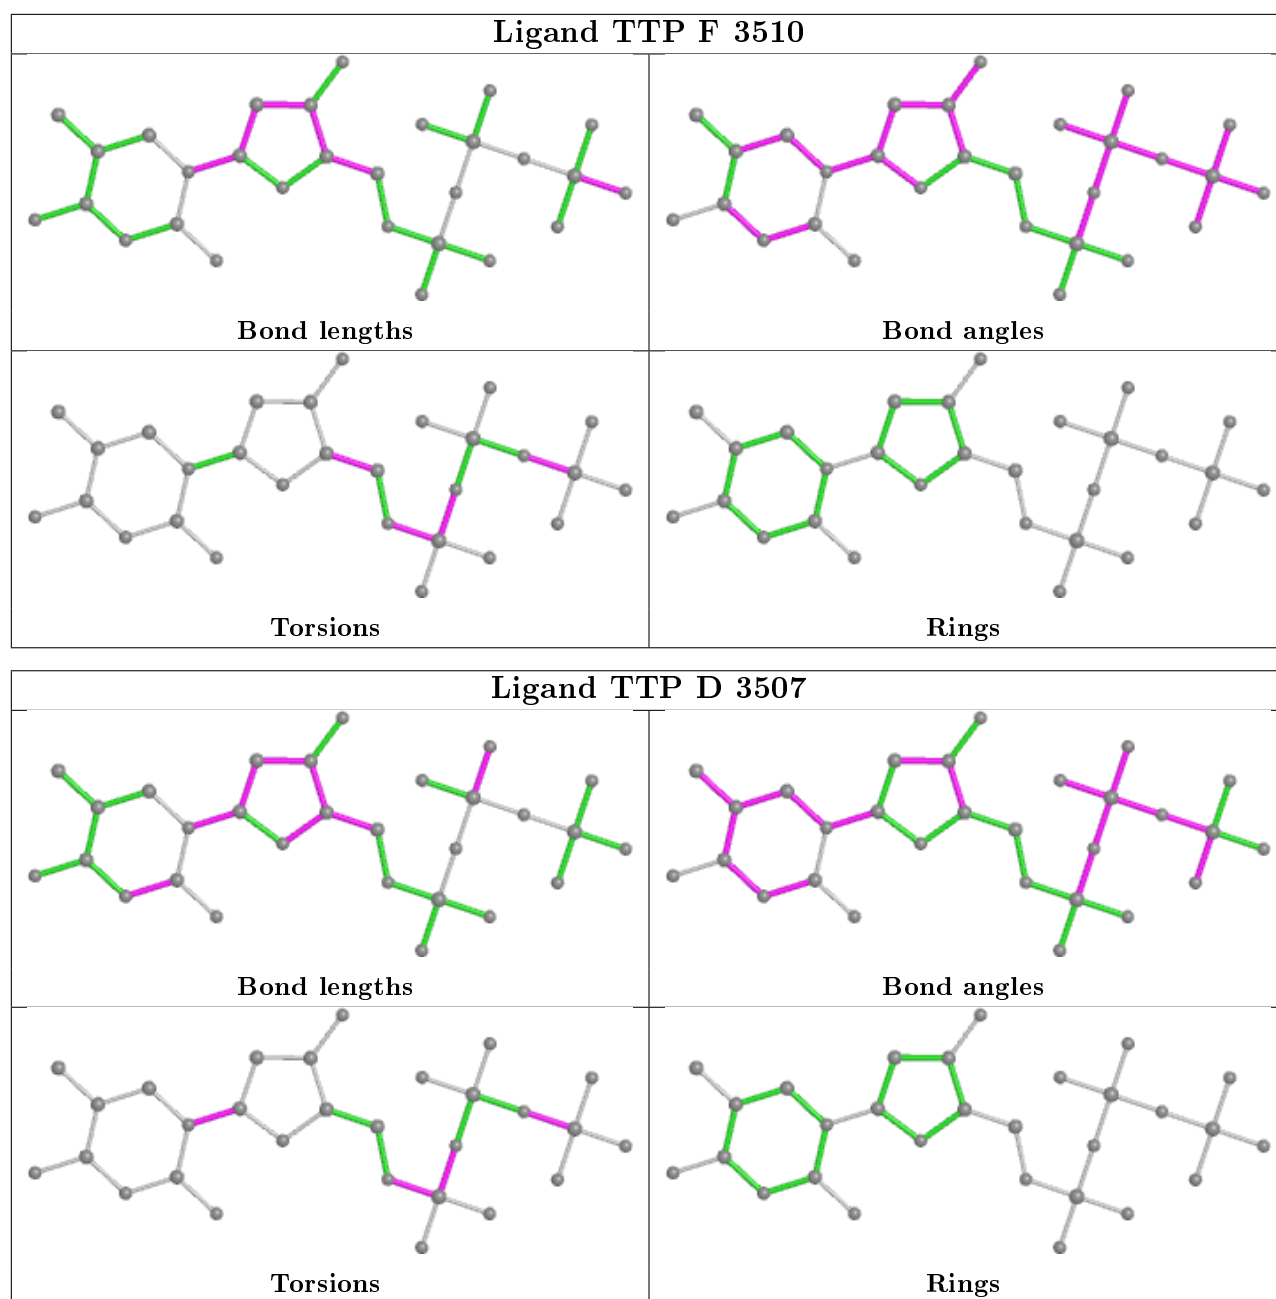 Ligand TTP F 3510
Bond lengths
Bond angles
Torsions
Rings
Ligand TTP D 3507
Bond lengths
Bond angles
Torsions
Rings